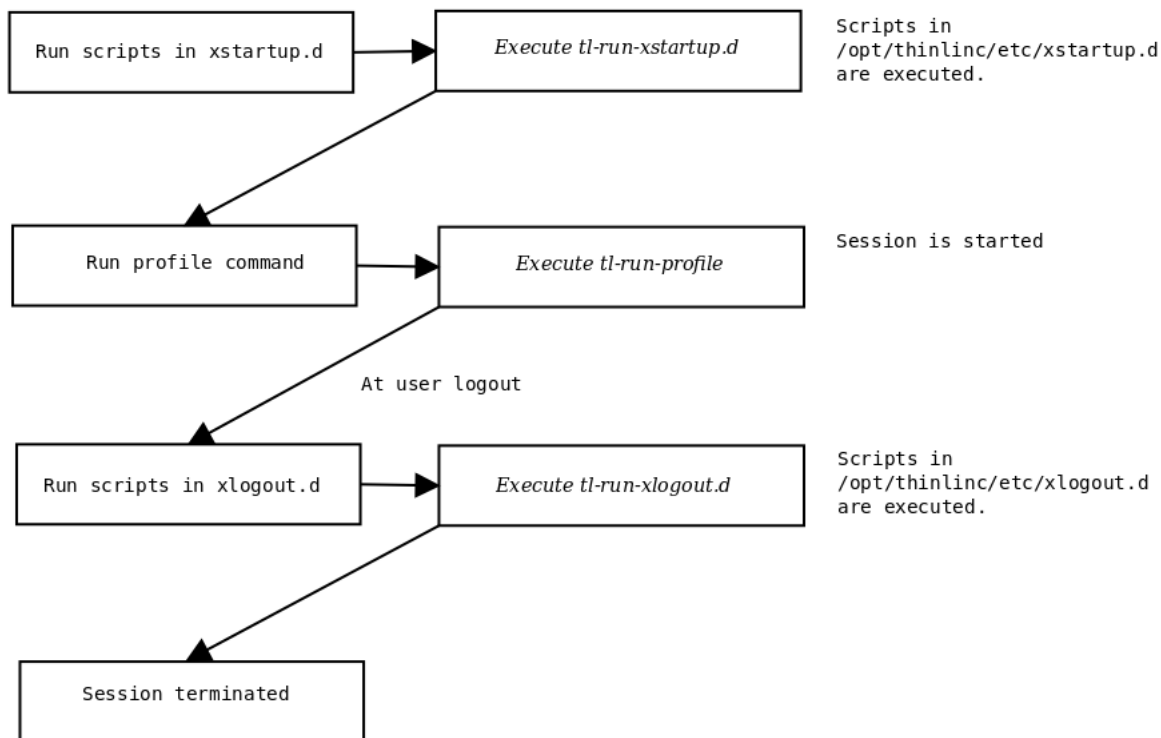 Run scripts in xstartup.d
Execute tl-run-xstartup.d
Scripts in
/opt/thinlinc/etc/xstartup.d
are executed.
Run profile command
Execute tl-run-profile
Session is started
At user logout
Run scripts in xlogout.d
Execute tl-run-xlogout.d
Scripts in
/opt/thinlinc/etc/xlogout.d
are executed.
Session terminated